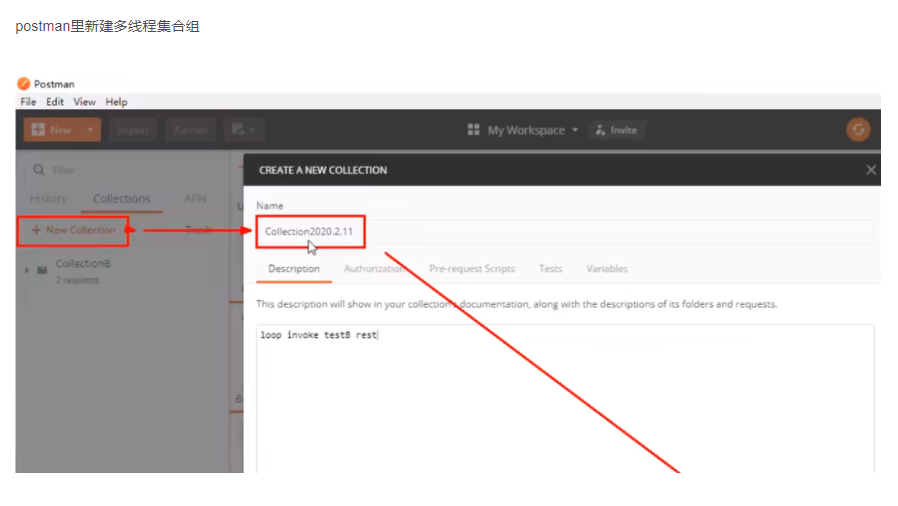 postman里新建多线程集合组
Postman
File Edit View Help
New Import Runner My Workspace Invite
CREATE A NEW COLLECTION
Filter
Name
History Collections APIs
+ New Collection Trash
Collection2020.2.11
CollectionB
2 requests
Description Authorization Pre-request Scripts Tests Variables
This description will show in your collection's documentation, along with the descriptions of its folders and requests.
loop invoke testB rest